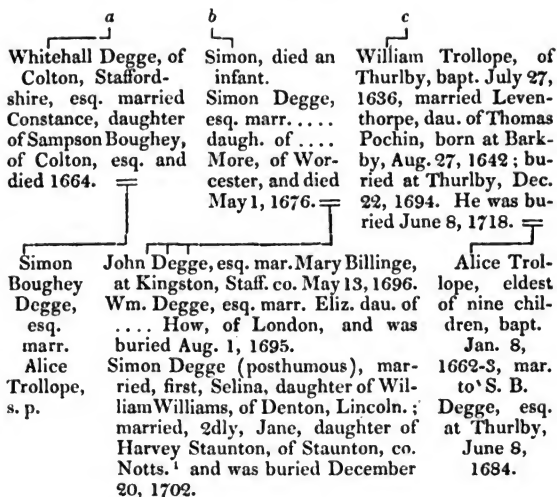 a
Whitehall Degge, of
Colton, Stafford-
shire, esq. married
Constance, daughter
of Sampson Boughey,
of Colton, esq. and
died 1664.
b
Simon, died an
infant.
Simon Degge,
esq. marr. . . . .
daugh. of . . . .
More, of Wor-
cester, and died
May 1, 1676.
c
William Trollope, of
Thurlby, bapt. July 27,
1636, married Leven-
thorpe, dau. of Thomas
Pochin, born at Bark-
by, Aug. 27, 1642; bu-
ried at Thurlby, Dec.
22, 1694. He was bu-
ried June 8, 1718.
Simon
Boughey
Degge,
esq.
marr.
Alice
Trollope,
s. p.
John Degge, esq. mar. Mary Billinge,
at Kingston, Staff. co. May 13, 1696.
Wm. Degge, esq. marr. Eliz. dau. of
. . . . How, of London, and was
buried Aug. 1, 1695.
Simon Degge (posthumous), mar-
ried, first, Selina, daughter of Wil-
liam Williams, of Denton, Lincoln.;
married, 2dly, Jane, daughter of
Harvey Staunton, of Staunton, co.
Notts.¹ and was buried December
20, 1702.
Alice Trol-
lope, eldest
of nine chil-
dren, bapt.
Jan. 8,
1662-3, mar.
to S. B.
Degge, esq.
at Thurlby,
June 8,
1684.